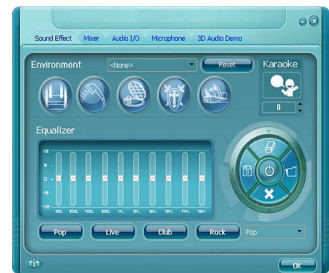 Sound Effect Mixer Audio I/O Microphone 3D Audio Demo
Environment <None> Reset Karaoke
0
Equalizer
Pop Live Club Rock Pop
OK